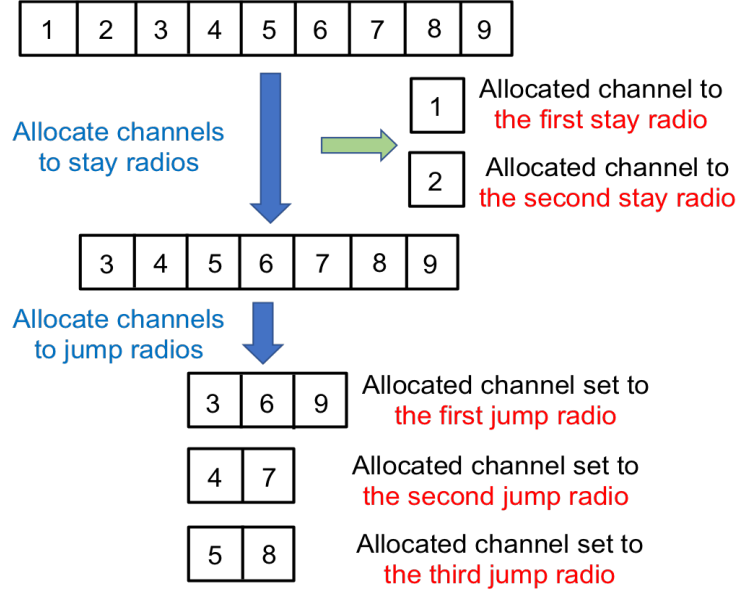 1 2 3 4 5 6 7 8 9
Allocate channels
to stay radios
1
Allocated channel to
the first stay radio
2
Allocated channel to
the second stay radio
3 4 5 6 7 8 9
Allocate channels
to jump radios
3 6 9
Allocated channel set to
the first jump radio
4 7
Allocated channel set to
the second jump radio
5 8
Allocated channel set to
the third jump radio